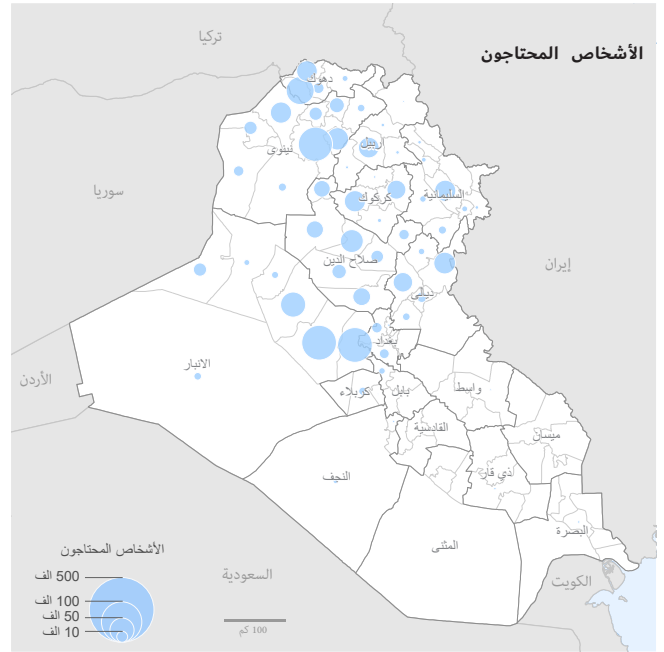 الأشخاص المحتاجون
تركيا
دهوك
اربيل
نينوى
سوريا
السليمانية
كركوك
صلاح الدين
إيران
ديالى
بغداد
الانبار
الأردن
كربلاء
بابل
واسط
القادسية
ميسان
النجف
ذي قار
البصرة
المثنى
السعودية
الكويت
الأشخاص المحتاجون
500 الف
100 الف
50 الف
10 الف
100 كم